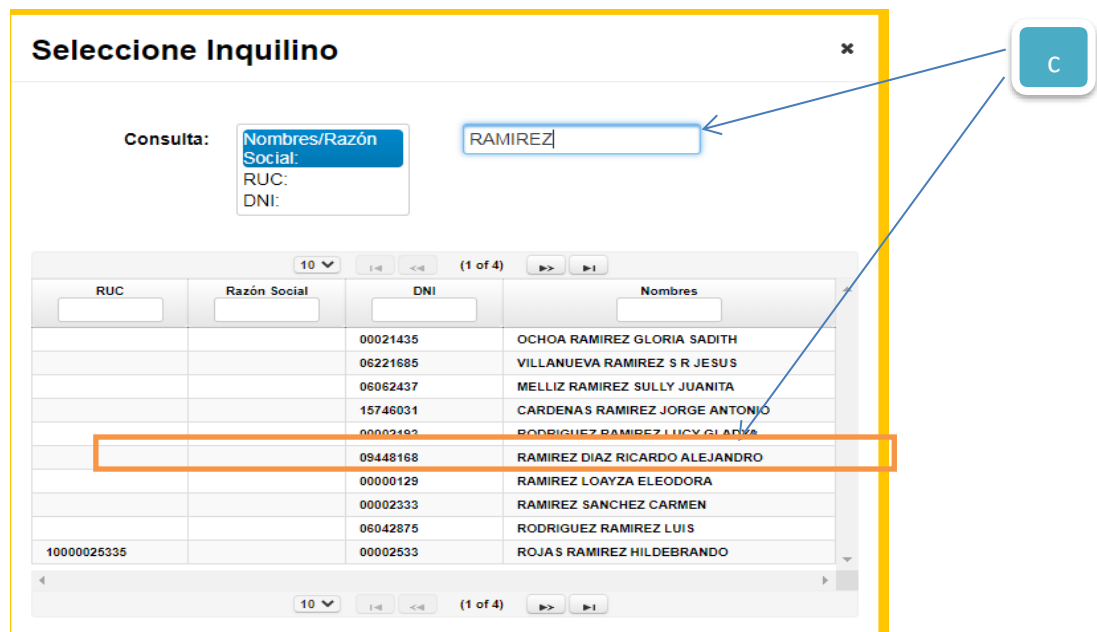 Seleccione Inquilino ×
c
Consulta: Nombres/Razón Social: RAMIREZ
RUC:
DNI:
10 (1 of 4)
RUC Razón Social DNI Nombres
00021435 OCHOA RAMIREZ GLORIA SADITH
06221685 VILLANUEVA RAMIREZ S R JESUS
06062437 MELLIZ RAMIREZ SULLY JUANITA
15746031 CARDENAS RAMIREZ JORGE ANTONIO
RODRIGUEZ RAMIREZ LUCY
09448168 RAMIREZ DIAZ RICARDO ALEJANDRO
00000129 RAMIREZ LOAYZA ELEODORA
00002333 RAMIREZ SANCHEZ CARMEN
06042875 RODRIGUEZ RAMIREZ LUIS
10000025335 00002533 ROJAS RAMIREZ HILDEBRANDO
10 (1 of 4)